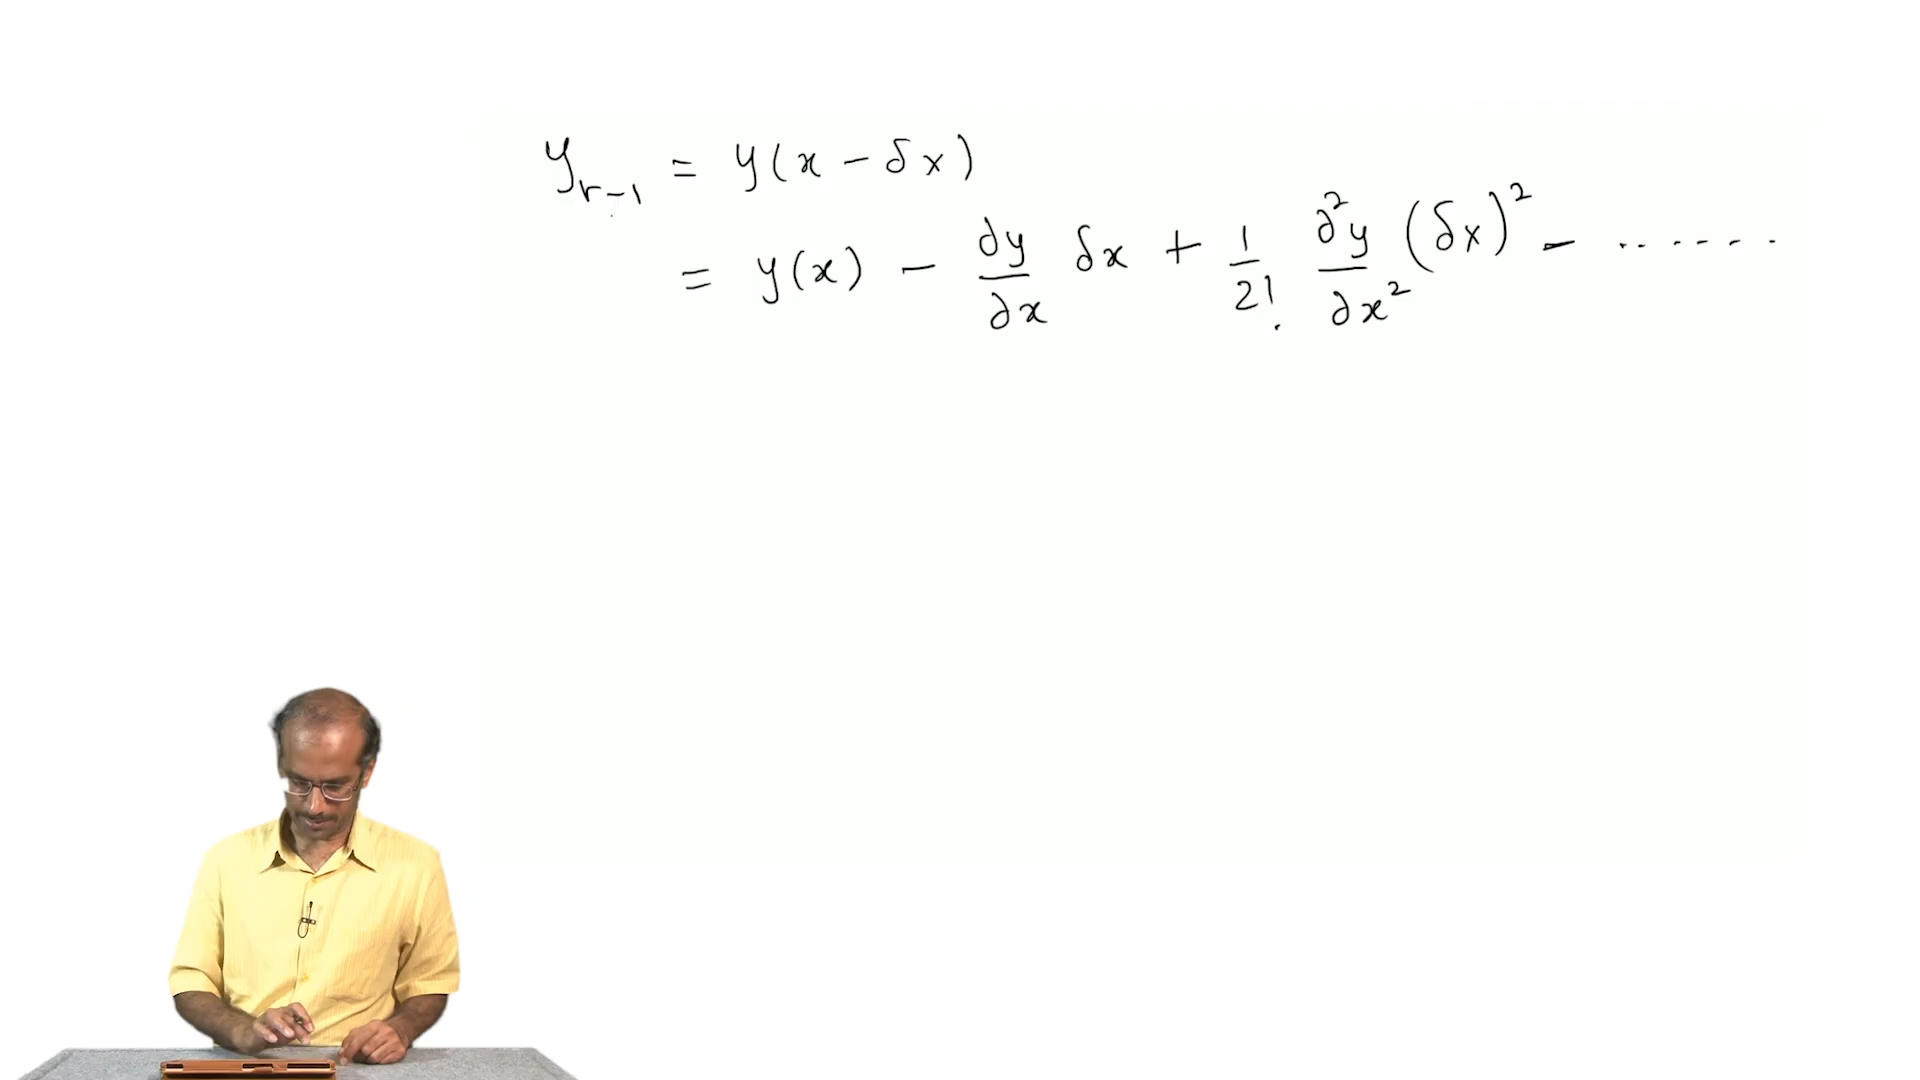 y_{r-1} = y(x - δx)
= y(x) - ∂y/∂x δx + 1/2! ∂²y/∂x² (δx)² - .......